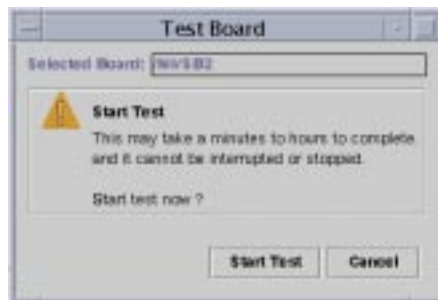 Test Board
Selected Board:
Start Test
This may take a minutes to hours to complete
and it cannot be interrupted or stopped.
Start test now ?
Start Test Cancel